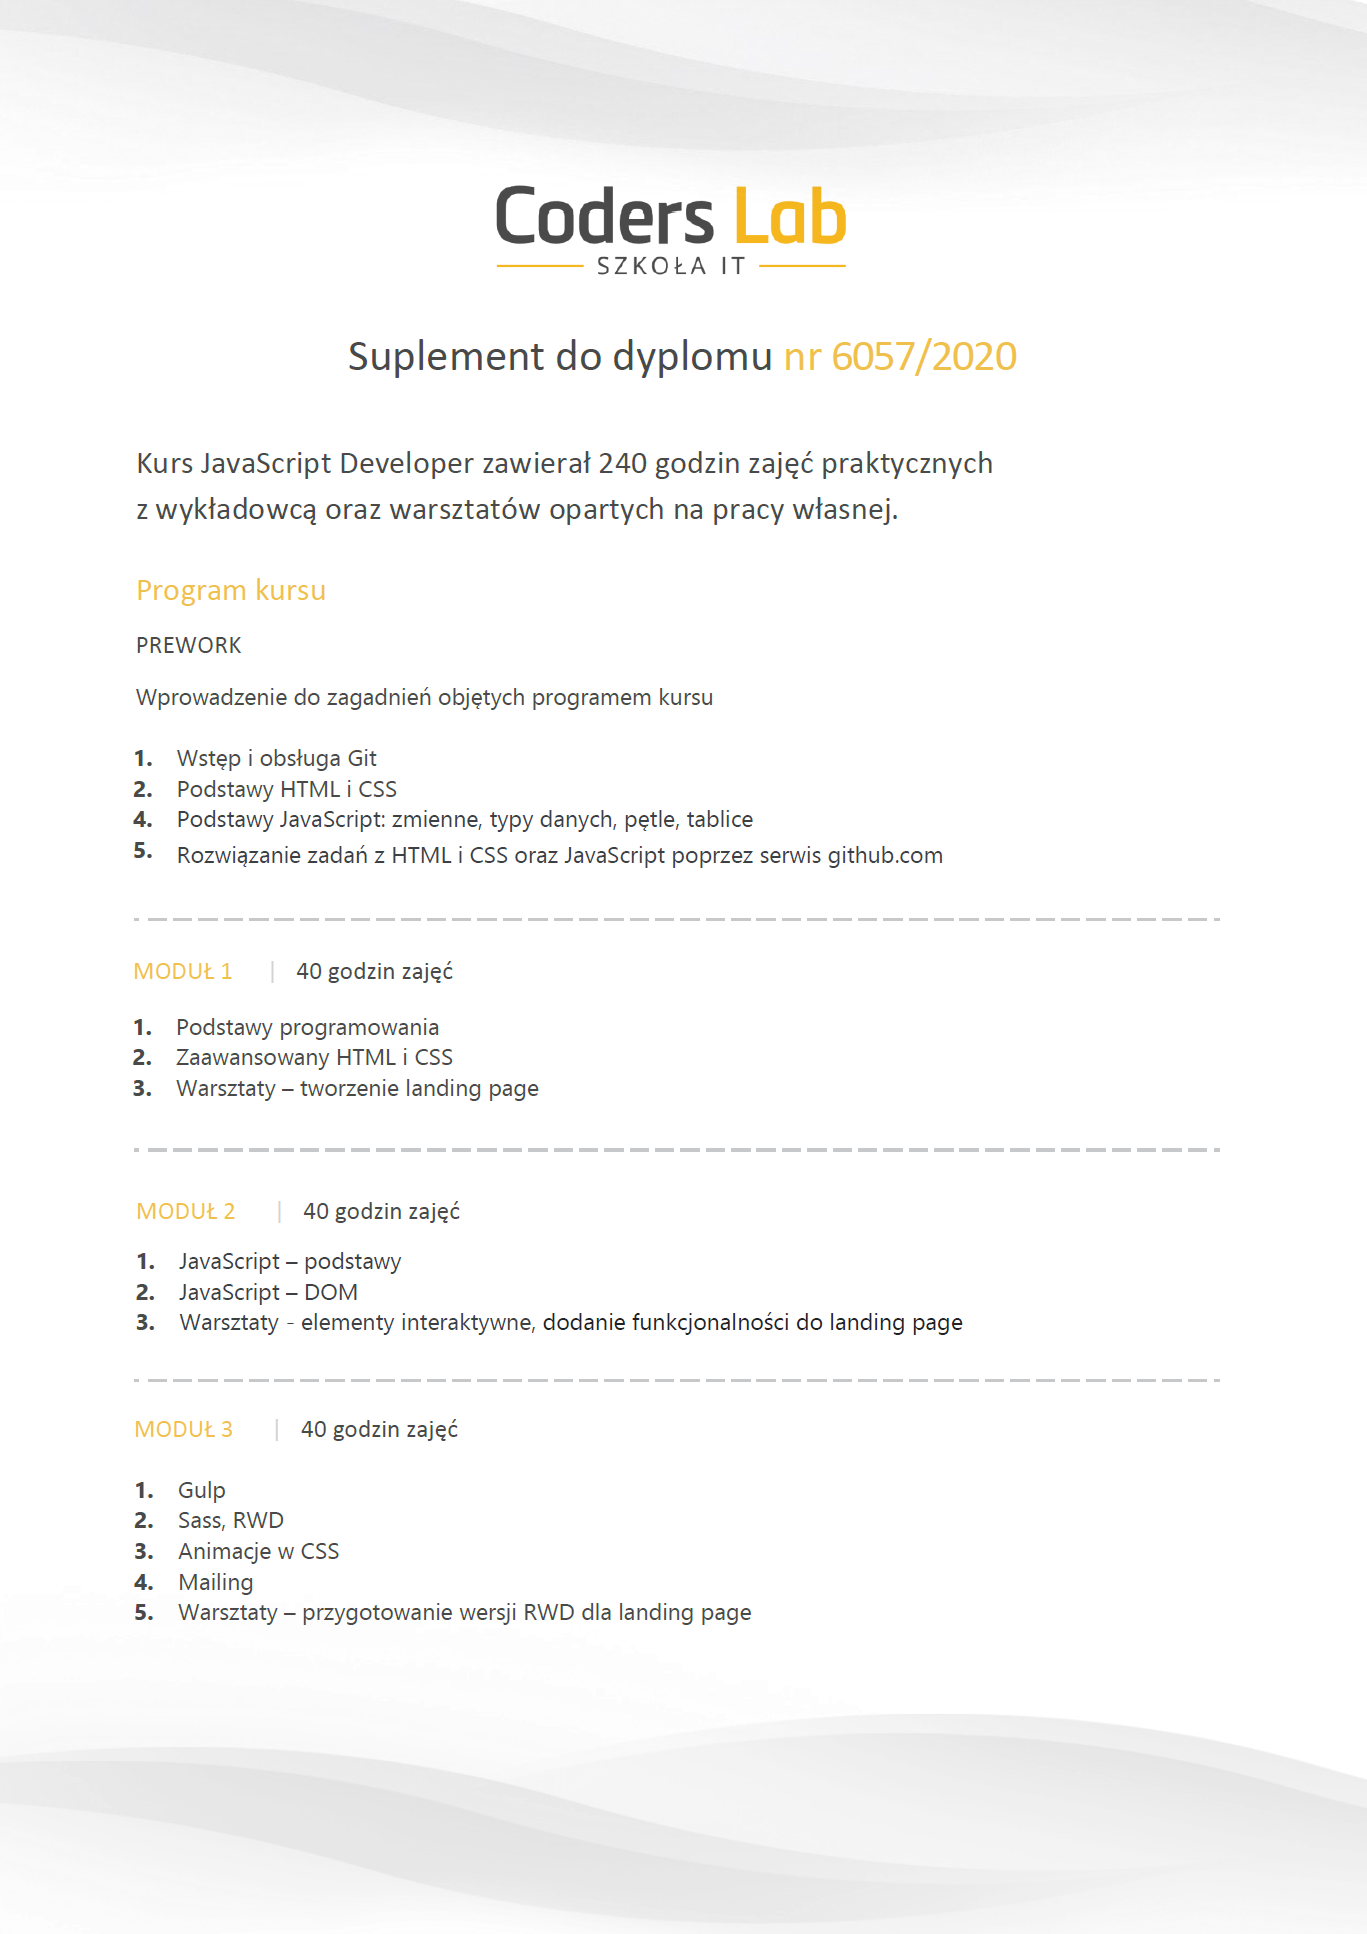 Coders Lab
SZKOŁA IT
Suplement do dyplomu nr 6057/2020
Kurs JavaScript Developer zawierał 240 godzin zajęć praktycznych
z wykładowcą oraz warsztatów opartych na pracy własnej.
Program kursu
PREWORK
Wprowadzenie do zagadnień objętych programem kursu
1. Wstęp i obsługa Git
2. Podstawy HTML i CSS
4. Podstawy JavaScript: zmienne, typy danych, pętle, tablice
5. Rozwiązanie zadań z HTML i CSS oraz JavaScript poprzez serwis github.com
MODUŁ 1 | 40 godzin zajęć
1. Podstawy programowania
2. Zaawansowany HTML i CSS
3. Warsztaty – tworzenie landing page
MODUŁ 2 | 40 godzin zajęć
1. JavaScript – podstawy
2. JavaScript – DOM
3. Warsztaty - elementy interaktywne, dodanie funkcjonalności do landing page
MODUŁ 3 | 40 godzin zajęć
1. Gulp
2. Sass, RWD
3. Animacje w CSS
4. Mailing
5. Warsztaty – przygotowanie wersji RWD dla landing page